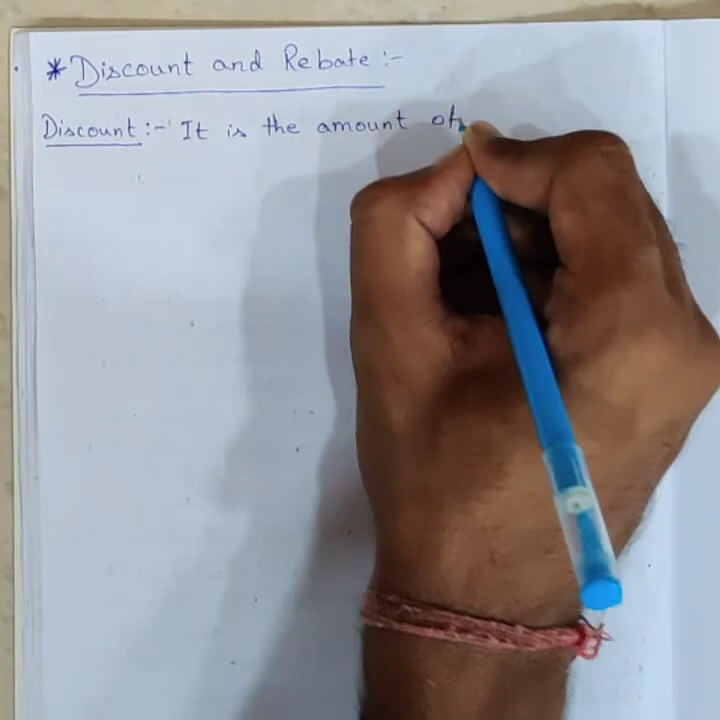 * Discount and Rebate :-
Discount :- It is the amount of